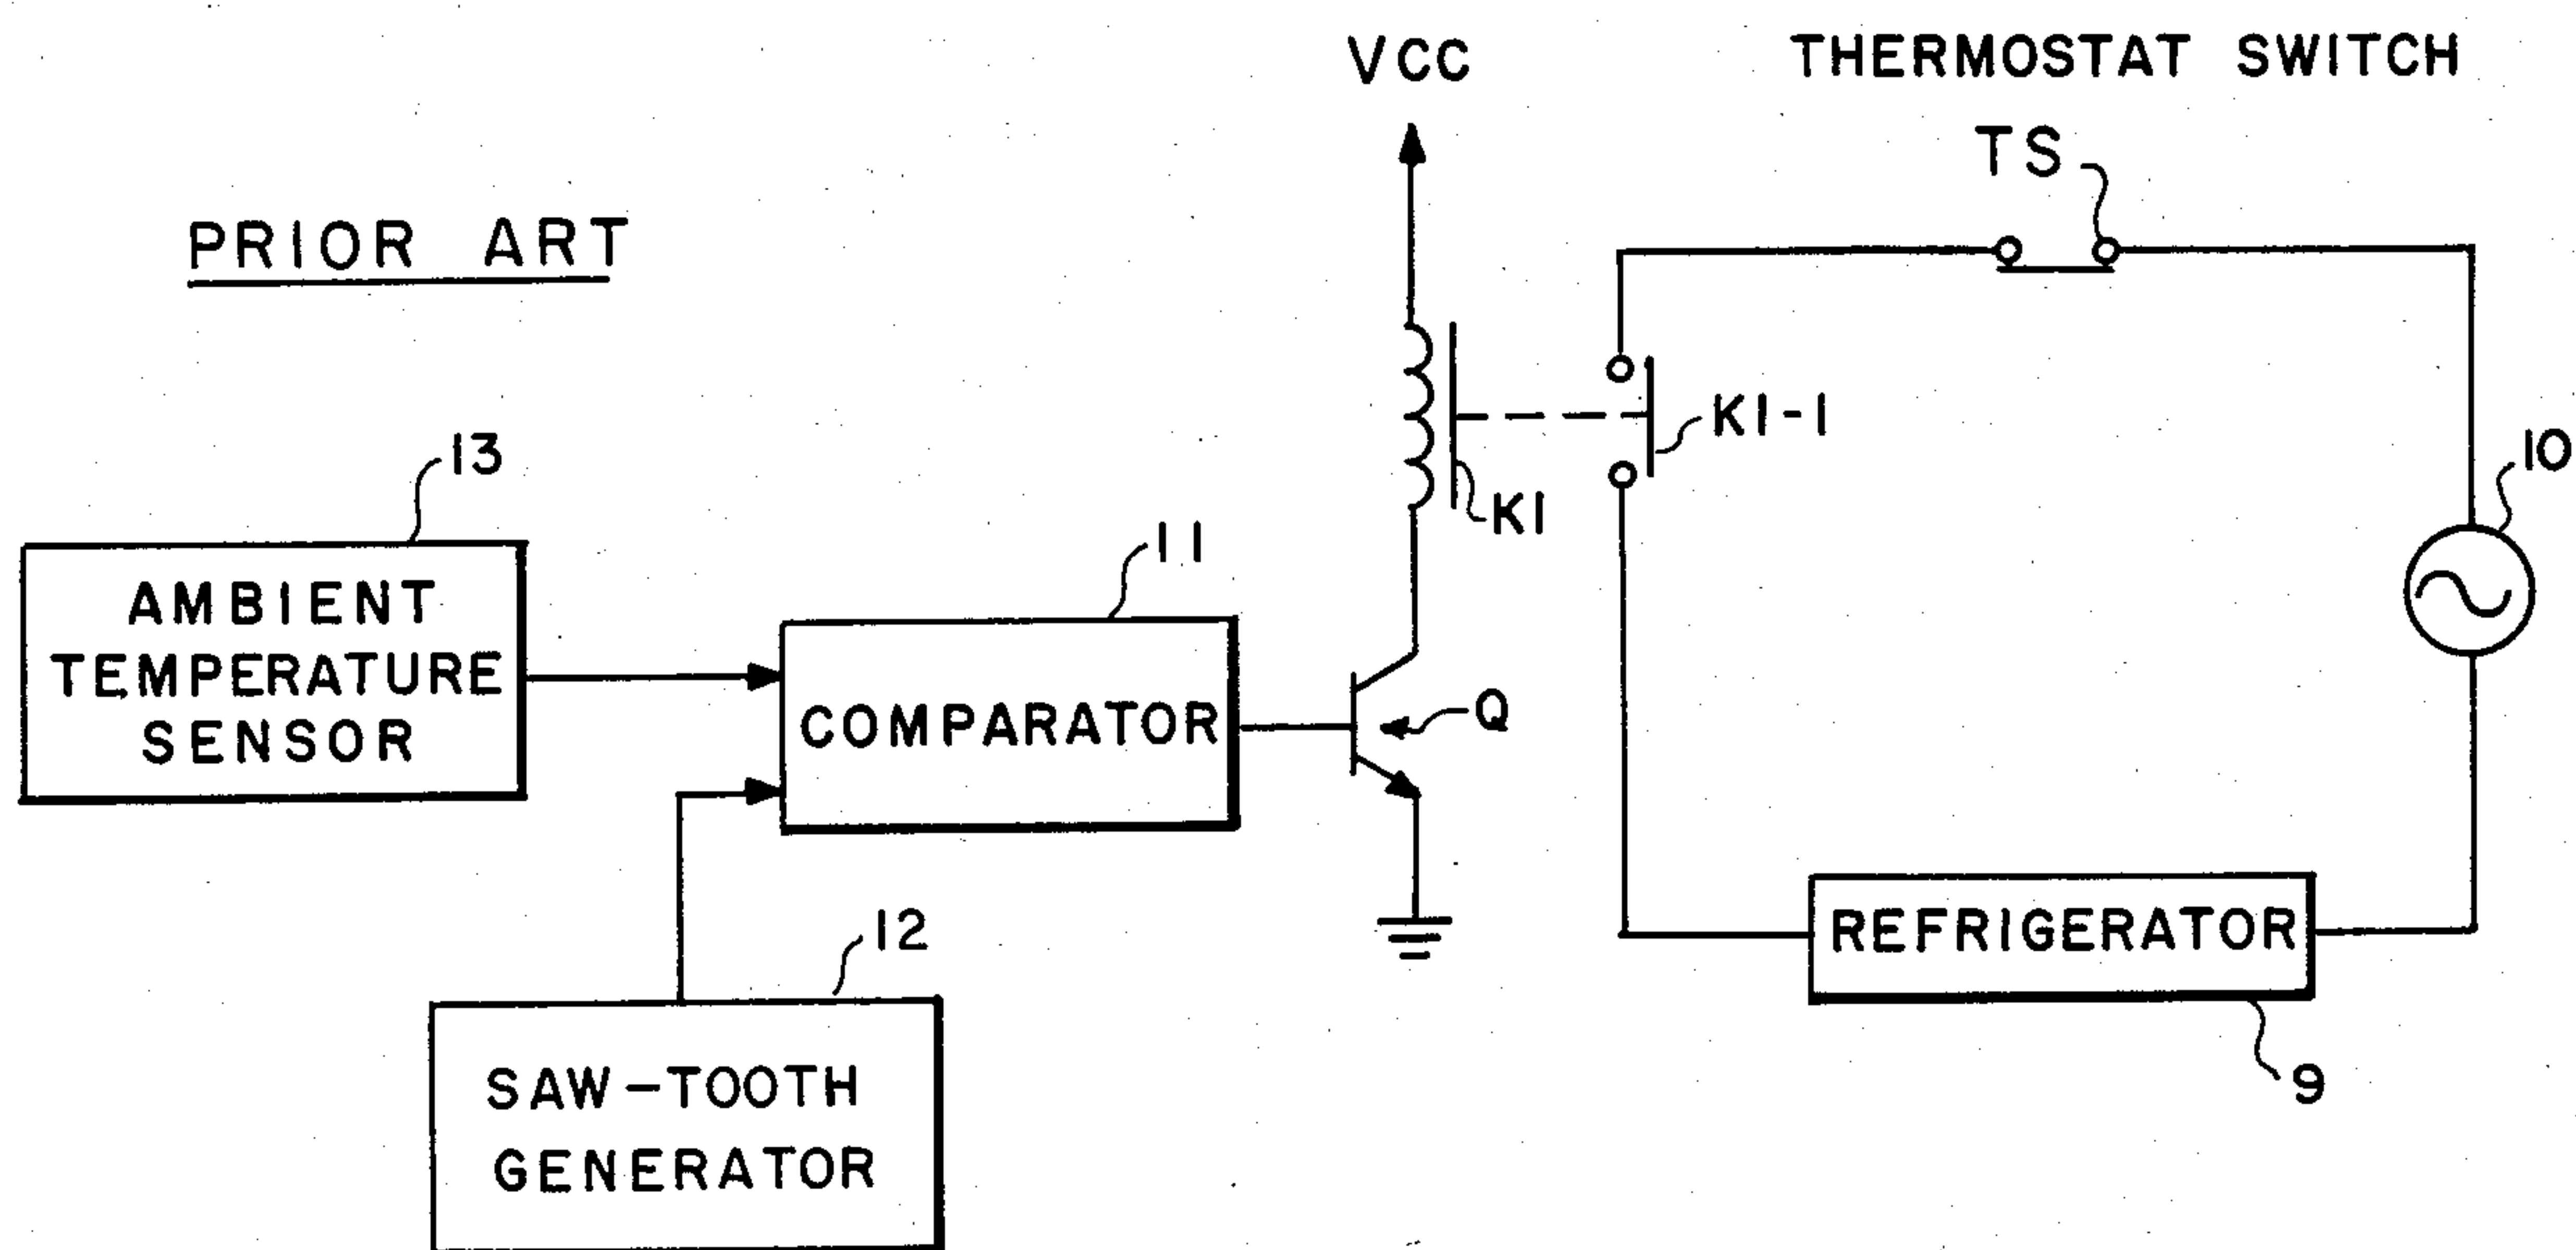 VCC
THERMOSTAT SWITCH
TS
PRIOR ART
K1-1
10
13
K1
11
AMBIENT
TEMPERATURE
SENSOR
COMPARATOR
Q
12
REFRIGERATOR
9
SAW-TOOTH
GENERATOR